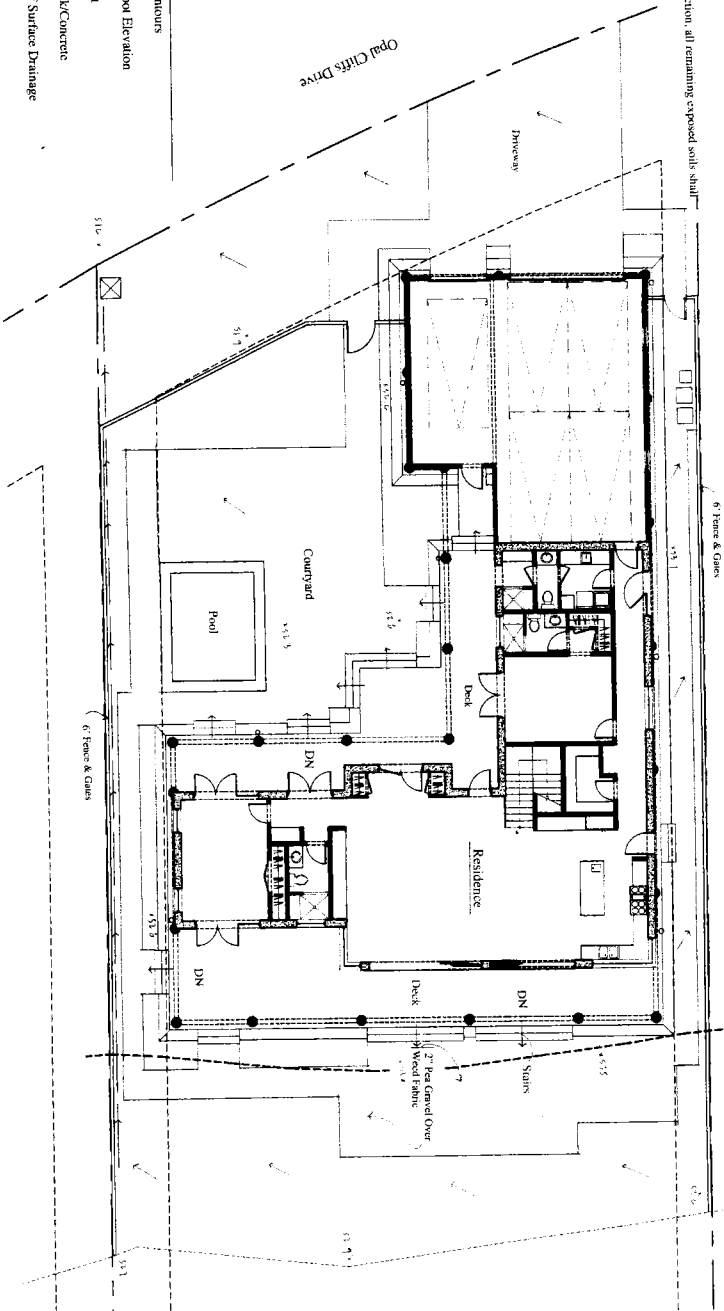 ction, all remaining exposed soils shall
ntours
ot Elevation
k/Concrete
f Surface Drainage
Opal Cliffs Drive
Driveway
6' Fence & Gates
Courtyard
Pool
Deck
DN
Residence
6' Fence & Gates
DN
Deck
DN
Stairs
2" Pea Gravel Over
Weed Fabric